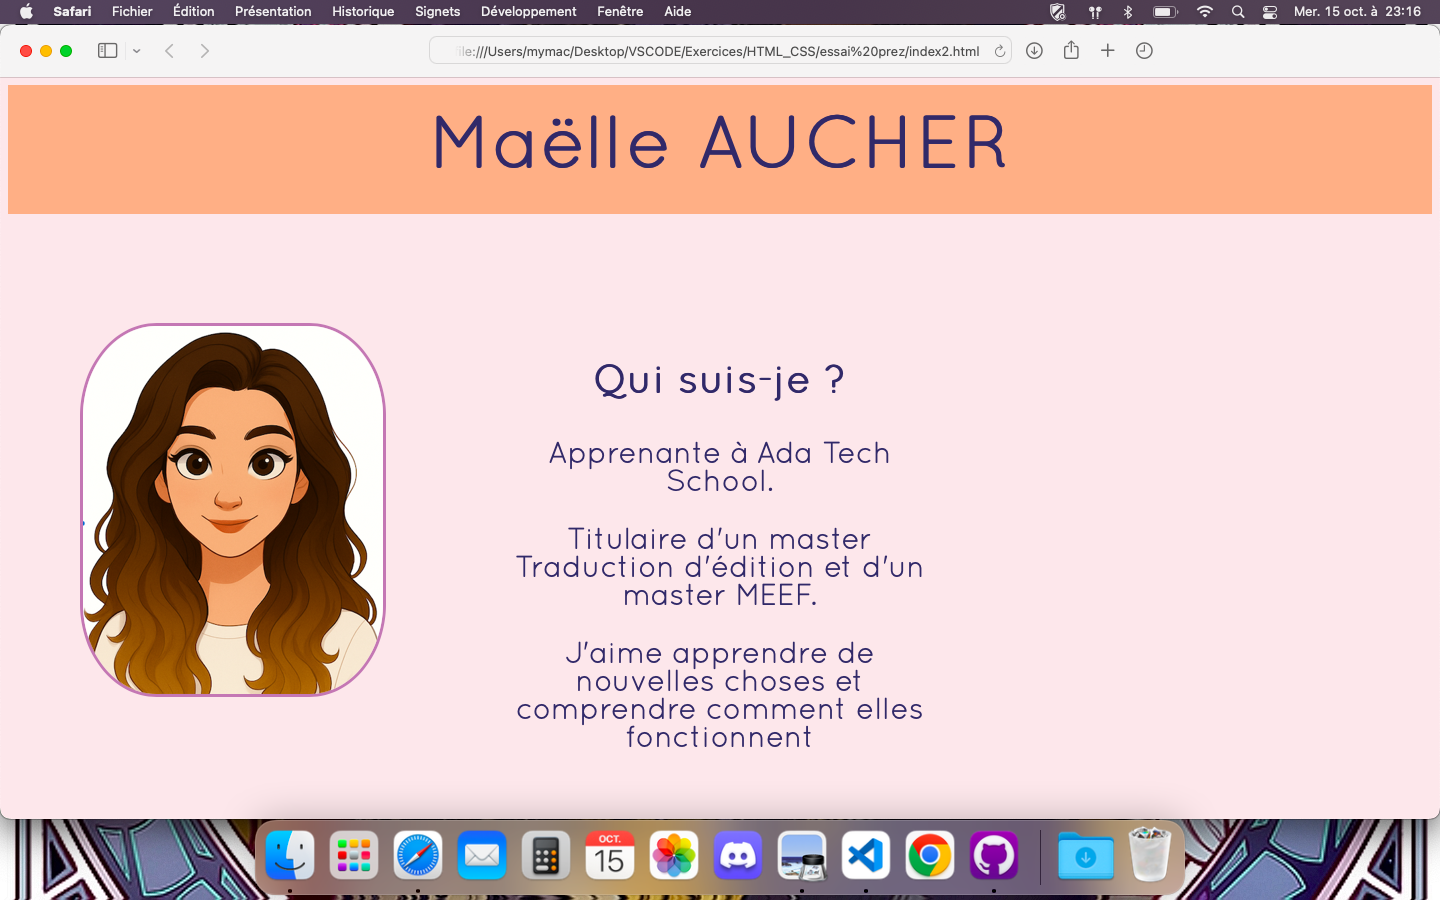 Safari Fichier Édition Présentation Historique Signets Développement Fenêtre Aide Mer. 15 oct. à 23:16
file:///Users/mymac/Desktop/VSCODE/Exercices/HTML_CSS/essai%20prez/index2.html
Maëlle AUCHER
Qui suis-je ?
Apprenante à Ada Tech
School.
Titulaire d'un master
Traduction d'édition et d'un
master MEEF.
J'aime apprendre de
nouvelles choses et
comprendre comment elles
fonctionnent
OCT.
15